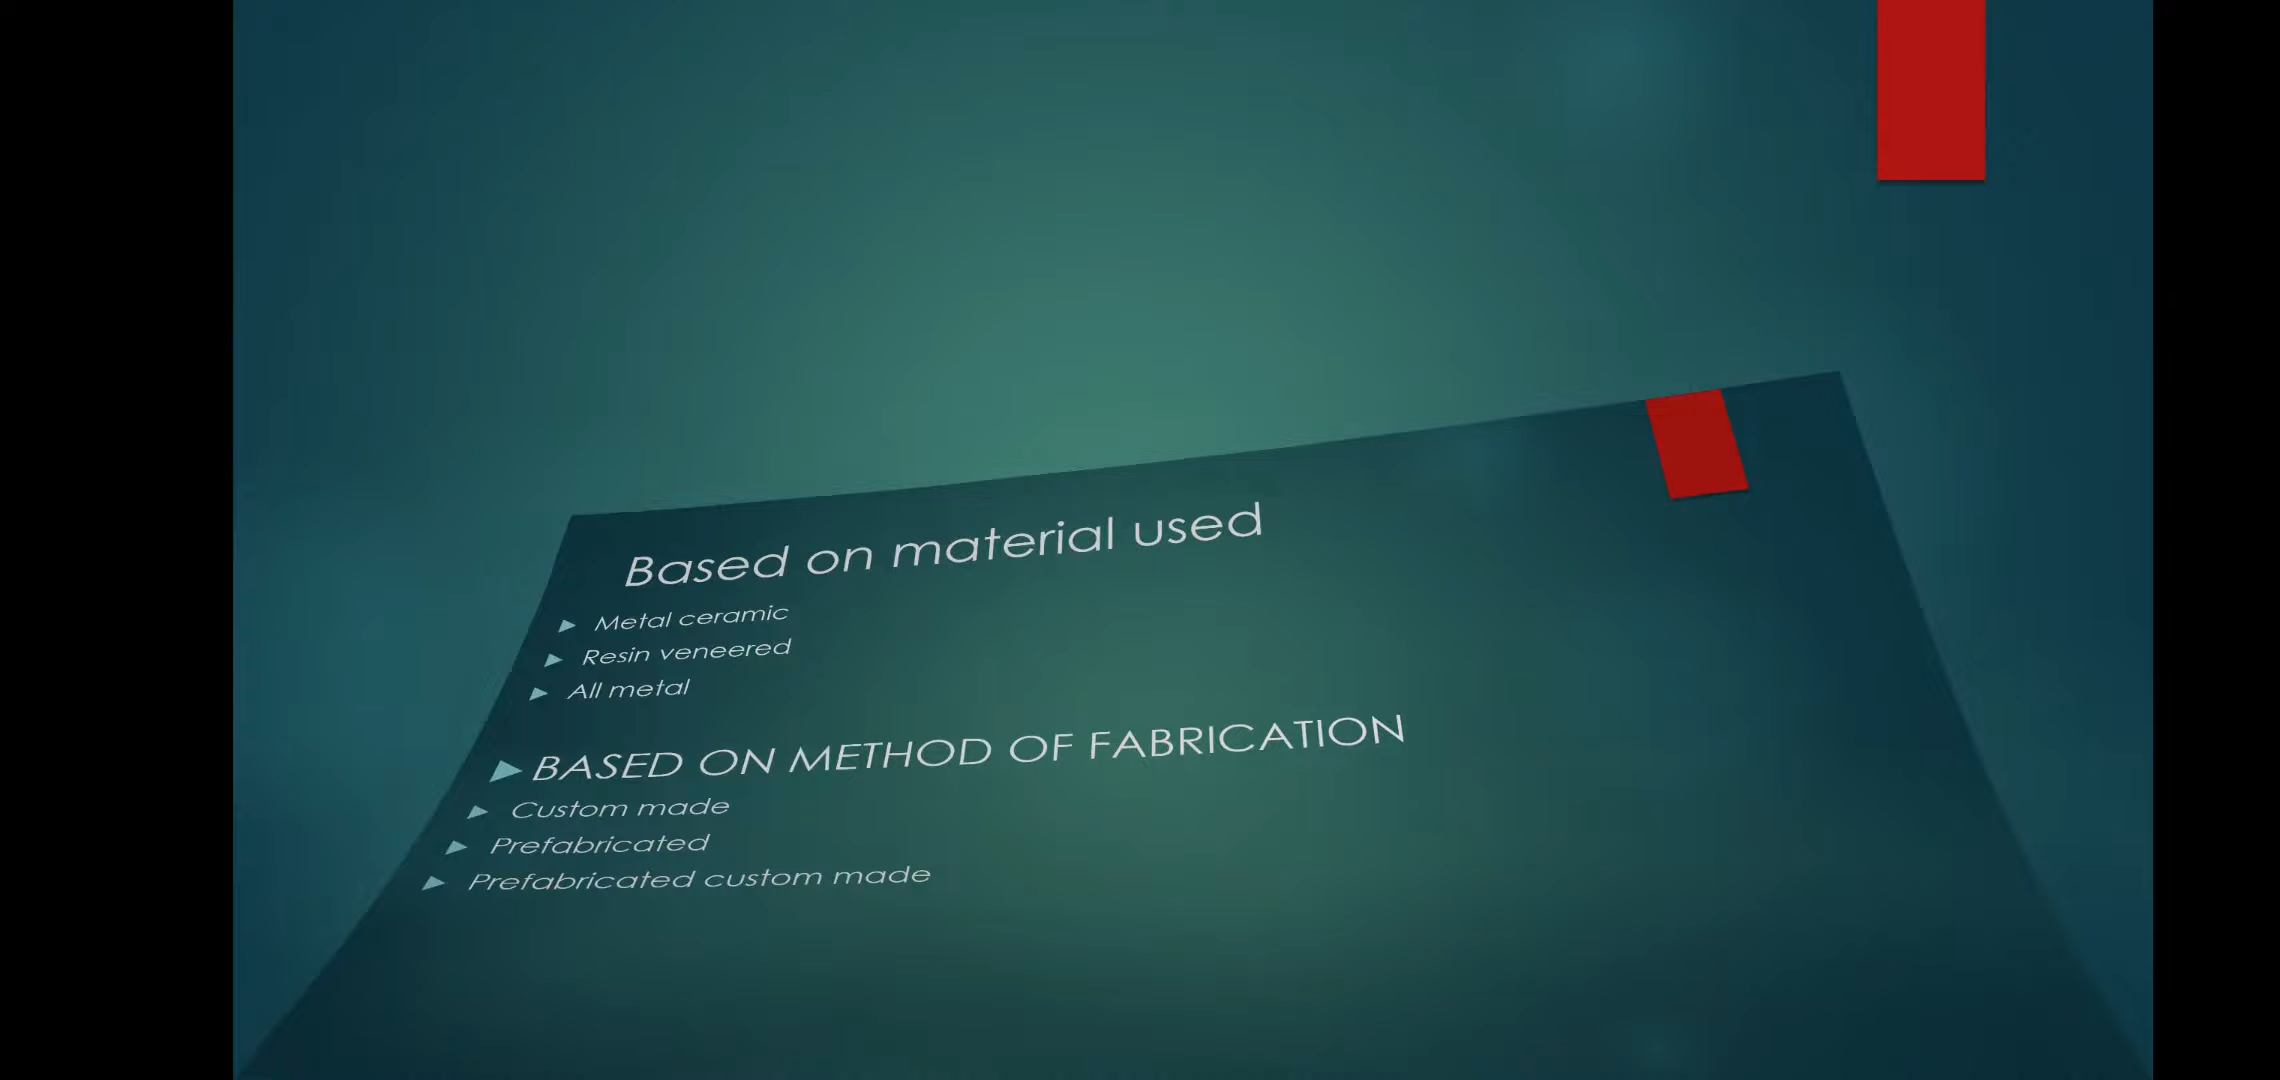 Based on material used
Metal ceramic
Resin veneered
All metal
BASED ON METHOD OF FABRICATION
Custom made
Prefabricated
Prefabricated custom made